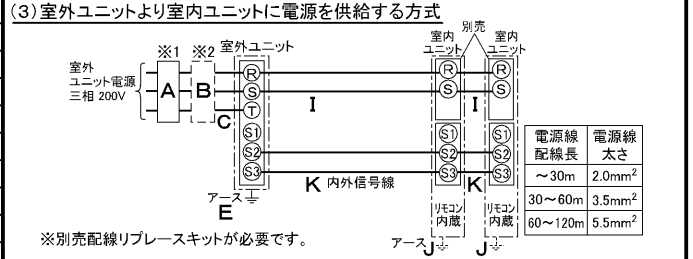 (3)室外ユニットより室内ユニットに電源を供給する方式
※1 ※2 室外ユニット
室内
ユニット
別売
室内
ユニット
室外
ユニット電源
三相 200V
A
B
C
R
S
T
S1
S2
S3
I
R
S
S1
S2
S3
I
R
S
S1
S2
S3
K 内外信号線
K
アース
E
リモコン
内蔵
リモコン
内蔵
アース J
J
※別売配線リプレースキットが必要です。
電源線
配線長
電源線
太さ
～30m 2.0mm²
30～60m 3.5mm²
60～120m 5.5mm²